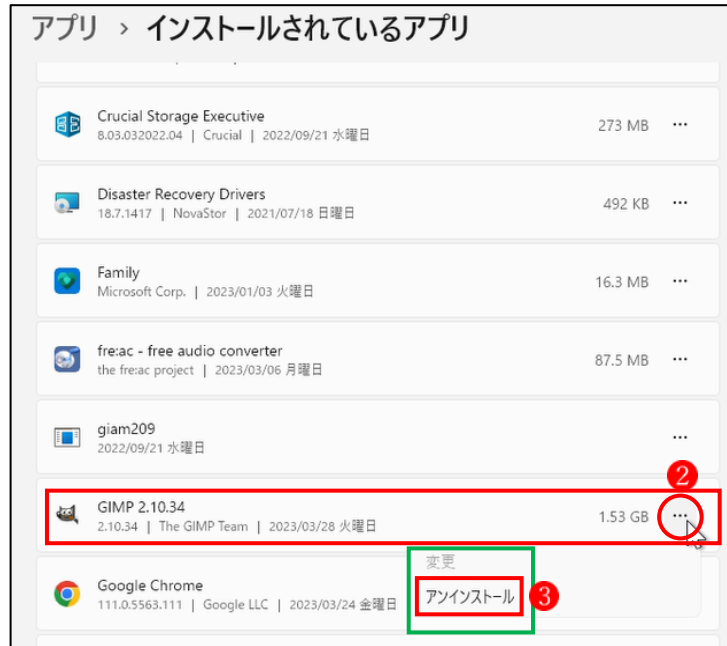 アプリ › インストールされているアプリ
Crucial Storage Executive
8.03.032022.04 | Crucial | 2022/09/21 水曜日
273 MB ...
Disaster Recovery Drivers
18.7.1417 | NovaStor | 2021/07/18 日曜日
492 KB ...
Family
Microsoft Corp. | 2023/01/03 火曜日
16.3 MB ...
fre:ac - free audio converter
the fre:ac project | 2023/03/06 月曜日
87.5 MB ...
giam209
2022/09/21 水曜日
...
❷
GIMP 2.10.34
2.10.34 | The GIMP Team | 2023/03/28 火曜日
1.53 GB ...
変更
アンインストール ❸
Google Chrome
111.0.5563.111 | Google LLC | 2023/03/24 金曜日